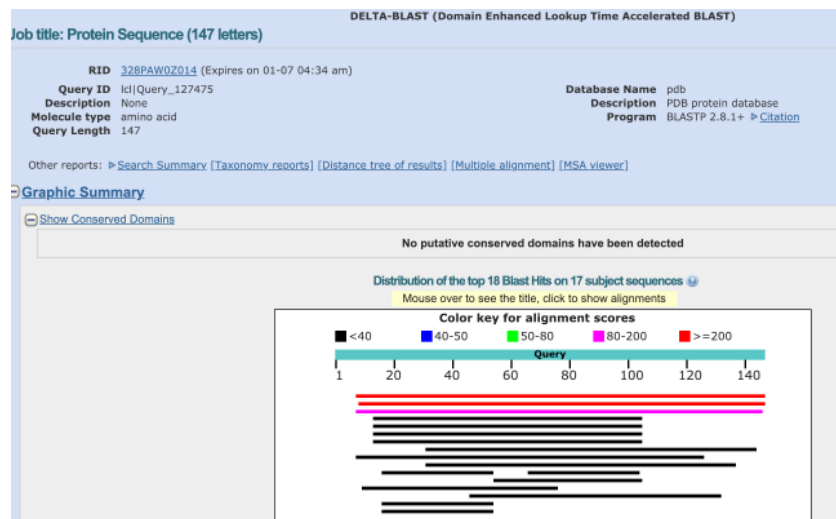 DELTA-BLAST (Domain Enhanced Lookup Time Accelerated BLAST)
Job title: Protein Sequence (147 letters)
RID 328PAW0Z014 (Expires on 01-07 04:34 am)
Query ID lcl|Query_127475
Description None
Molecule type amino acid
Query Length 147
Database Name pdb
Description PDB protein database
Program BLASTP 2.8.1+ Citation
Other reports: Search Summary [Taxonomy reports] [Distance tree of results] [Multiple alignment] [MSA viewer]
Graphic Summary
Show Conserved Domains
No putative conserved domains have been detected
Distribution of the top 18 Blast Hits on 17 subject sequences
Mouse over to see the title, click to show alignments
Color key for alignment scores
<40 40-50 50-80 80-200 >=200
Query
1 20 40 60 80 100 120 140